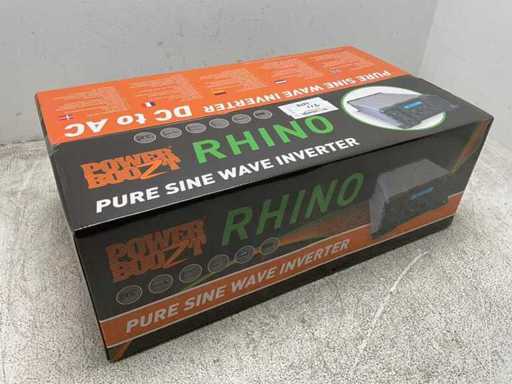 PURE SINE WAVE INVERTER DC to AC
POWER
BOOZT
RHINO
PURE SINE WAVE INVERTER
POWER
BOOZT
RHINO
PURE SINE WAVE INVERTER